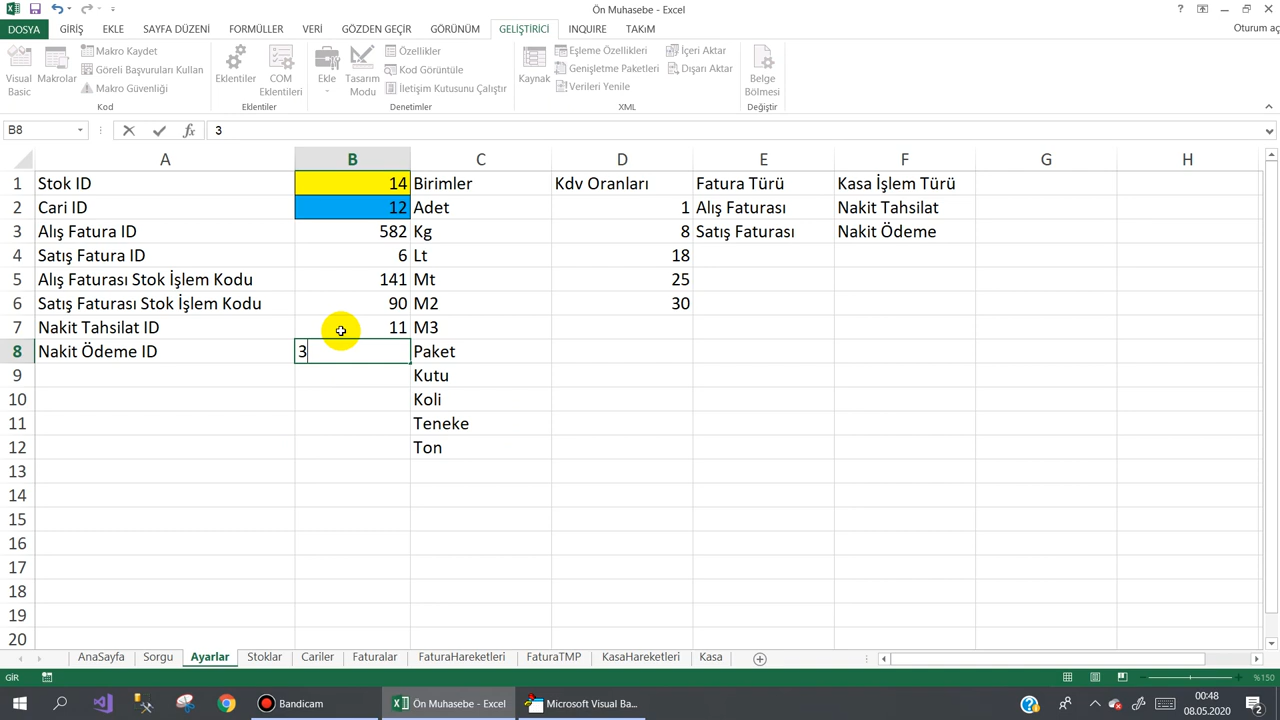 Ön Muhasebe - Excel
DOSYA GİRİŞ EKLE SAYFA DÜZENİ FORMÜLLER VERİ GÖZDEN GEÇİR GÖRÜNÜM GELİŞTİRİCİ INQUIRE TAKıM Oturum aç
Visual Basic
Makrolar
Makro Kaydet
Göreli Başvuruları Kullan
Makro Güvenliği
Kod
Eklentiler
COM Eklentileri
Eklentiler
Ekle
Tasarım Modu
Özellikler
Kod Görüntüle
İletişim Kutusunu Çalıştır
Denetimler
Kaynak
Eşleme Özellikleri
Genişletme Paketleri
Verileri Yenile
İçeri Aktar
Dışarı Aktar
XML
Belge Bölmesi
Değiştir
B8 fx 3
A B C D E F G H
1 Stok ID 14 Birimler Kdv Oranları Fatura Türü Kasa İşlem Türü
2 Cari ID 12 Adet 1 Alış Faturası Nakit Tahsilat
3 Alış Fatura ID 582 Kg 8 Satış Faturası Nakit Ödeme
4 Satış Fatura ID 6 Lt 18
5 Alış Faturası Stok İşlem Kodu 141 Mt 25
6 Satış Faturası Stok İşlem Kodu 90 M2 30
7 Nakit Tahsilat ID 11 M3
8 Nakit Ödeme ID 3 Paket
9 Kutu
10 Koli
11 Teneke
12 Ton
13
14
15
16
17
18
19
20
AnaSayfa Sorgu Ayarlar Stoklar Cariler Faturalar FaturaHareketleri FaturaTMP KasaHareketleri Kasa
GİR %150
Bandicam Ön Muhasebe - Excel Microsoft Visual Ba... 00:48
08.05.2020 2